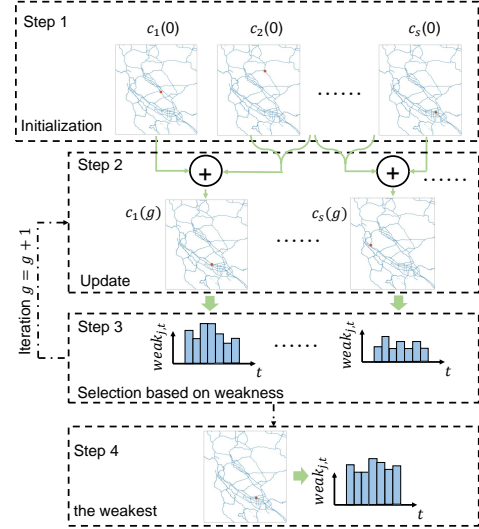 Step 1
c₁(0)
c₂(0)
cₛ(0)
......
Initialization
Step 2
+
+
......
c₁(g)
cₛ(g)
......
Update
Iteration g = g + 1
Step 3
weakⱼ,ₜ
t
......
weakⱼ,ₜ
t
Selection based on weakness
Step 4
weakⱼ,ₜ
t
the weakest